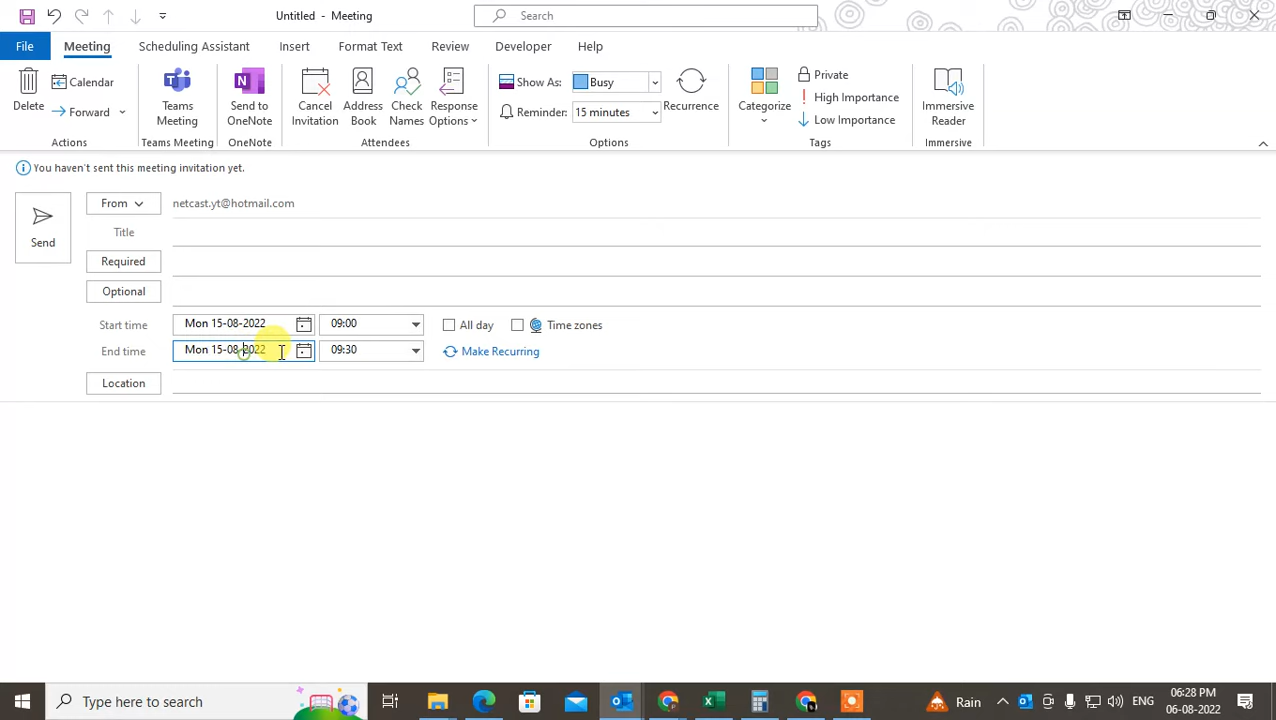 Untitled - Meeting
Search
File Meeting Scheduling Assistant Insert Format Text Review Developer Help
Delete
Calendar
Forward
Actions
Teams
Meeting
Teams Meeting
Send to
OneNote
OneNote
Cancel
Invitation
Address
Book
Check
Names
Response
Options
Attendees
Show As: Busy
Reminder: 15 minutes
Recurrence
Options
Categorize
Private
High Importance
Low Importance
Tags
Immersive
Reader
Immersive
You haven't sent this meeting invitation yet.
Send
From netcast.yt@hotmail.com
Title
Required
Optional
Start time Mon 15-08-2022 09:00 All day Time zones
End time Mon 15-08-2022 09:30 Make Recurring
Location
Type here to search
Rain
ENG
06:28 PM
06-08-2022